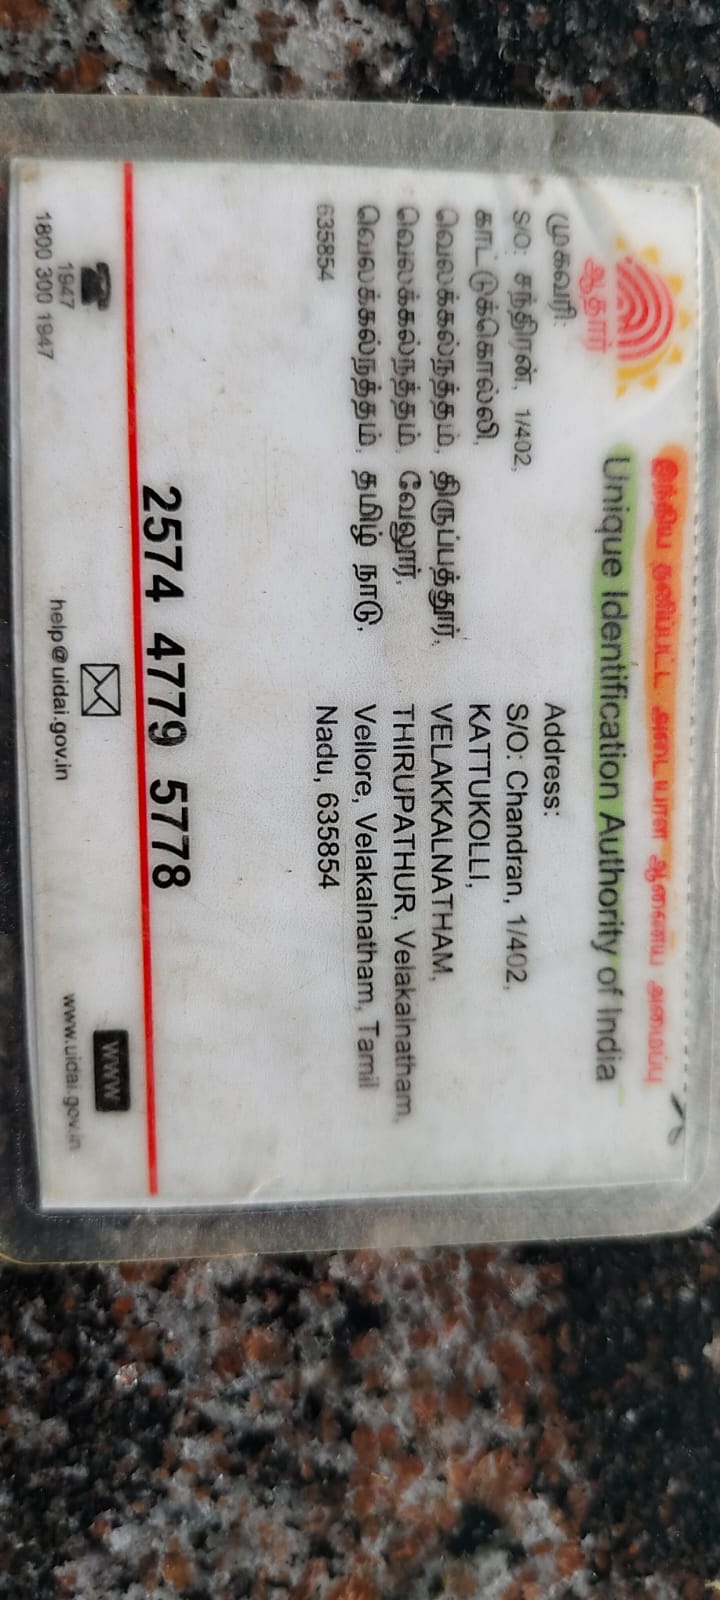 இந்திய தனிப்பட்ட அடையாள ஆணைய அமைப்பு
Unique Identification Authority of India
ஆதார்
முகவரி:
S/O: சந்திரன், 1/402,
காட்டுக்கொல்லி,
வெலக்கல்நத்தம், திருப்பத்தூர்,
வெலக்கல்நத்தம், வேலூர்,
வெலக்கல்நத்தம், தமிழ் நாடு,
635854
Address:
S/O: Chandran, 1/402,
KATTUKOLLI,
VELAKKALNATHAM,
THIRUPATHUR, Velakalnatham,
Vellore, Velakalnatham, Tamil
Nadu, 635854
2574 4779 5778
1947
1800 300 1947
help@uidai.gov.in
WWW
www.uidai.gov.in